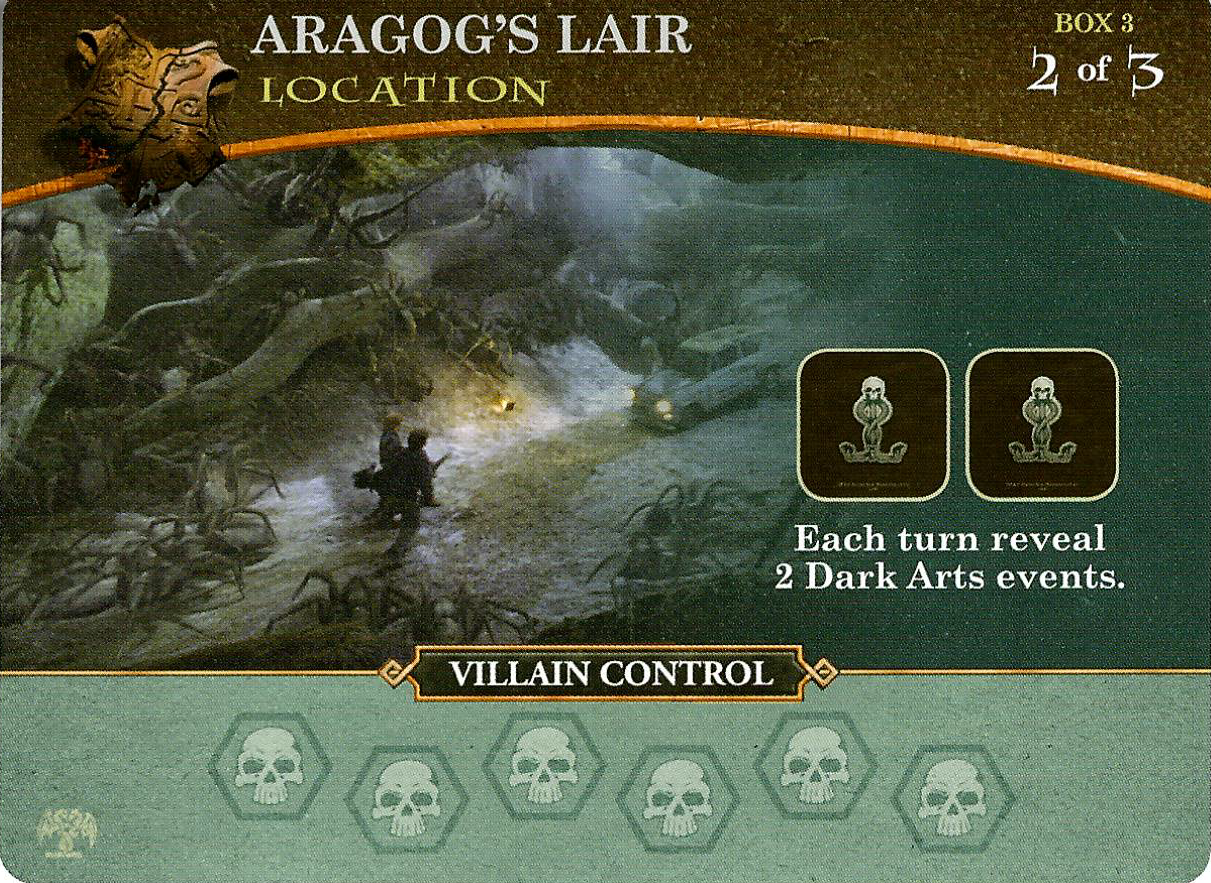 ARAGOG'S LAIR
LOCATION
BOX 3
2 of 3
Each turn reveal
2 Dark Arts events.
VILLAIN CONTROL